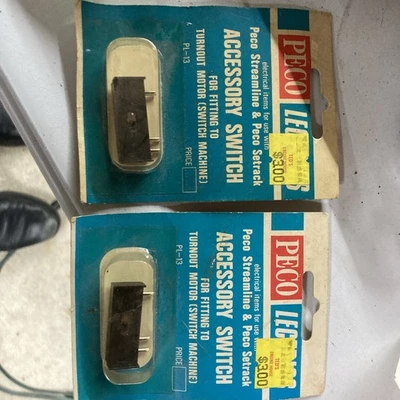 PECO LECTRICS
electrical items for use with
Peco Streamline & Peco Setrack
ACCESSORY SWITCH
FOR FITTING TO
TURNOUT MOTOR (SWITCH MACHINE)
PL-13
PRICE
$3.00
PECO LECTRICS
electrical items for use with
Peco Streamline & Peco Setrack
ACCESSORY SWITCH
FOR FITTING TO
TURNOUT MOTOR (SWITCH MACHINE)
PL-13
PRICE
$3.00